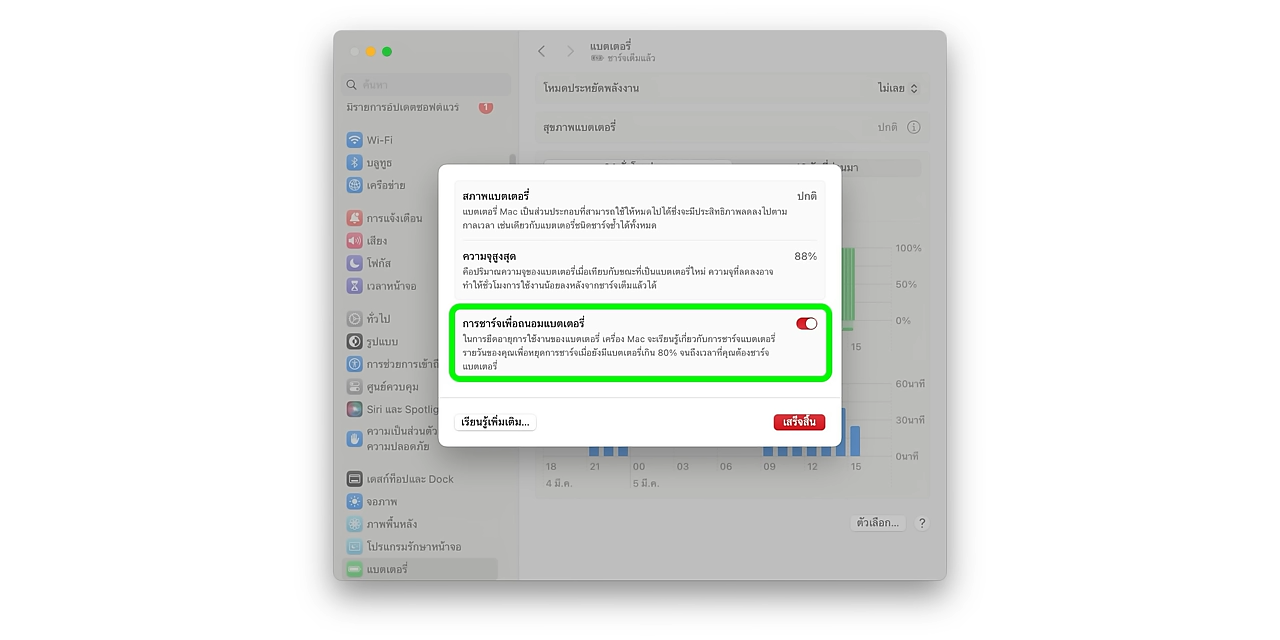 แบตเตอรี่
ชาร์จเต็มแล้ว
ค้นหา
มีรายการอัปเดตซอฟต์แวร์ 1
Wi-Fi
บลูทูธ
เครือข่าย
การแจ้งเตือน
เสียง
โฟกัส
เวลาหน้าจอ
ทั่วไป
รูปแบบ
การช่วยการเข้าถึ
ศูนย์ควบคุม
Siri และ Spotlig
ความเป็นส่วนตัว
ความปลอดภัย
เดสก์ท็อปและ Dock
จอภาพ
ภาพพื้นหลัง
โปรแกรมรักษาหน้าจอ
แบตเตอรี่
โหมดประหยัดพลังงาน ไม่เลย
สุขภาพแบตเตอรี่ ปกติ
สภาพแบตเตอรี่ ปกติ
แบตเตอรี่ Mac เป็นส่วนประกอบที่สามารถใช้ให้หมดไปได้ซึ่งจะมีประสิทธิภาพลดลงไปตาม
กาลเวลา เช่นเดียวกับแบตเตอรี่ชนิดชาร์จซ้ำได้ทั้งหมด
ความจุสูงสุด 88%
คือปริมาณความจุของแบตเตอรี่เมื่อเทียบกับขณะที่เป็นแบตเตอรี่ใหม่ ความจุที่ลดลงอาจ
ทำให้ชั่วโมงการใช้งานน้อยลงหลังจากชาร์จเต็มแล้วได้
การชาร์จเพื่อถนอมแบตเตอรี่
ในการยืดอายุการใช้งานของแบตเตอรี่ เครื่อง Mac จะเรียนรู้เกี่ยวกับการชาร์จแบตเตอรี่
รายวันของคุณเพื่อหยุดการชาร์จเมื่อยังมีแบตเตอรี่เกิน 80% จนถึงเวลาที่คุณต้องชาร์จ
แบตเตอรี่
เรียนรู้เพิ่มเติม... เสร็จสิ้น
100%
50%
0%
15
60นาที
30นาที
0นาที
18 21 00 03 06 09 12 15
4 มี.ค. 5 มี.ค.
ตัวเลือก... ?